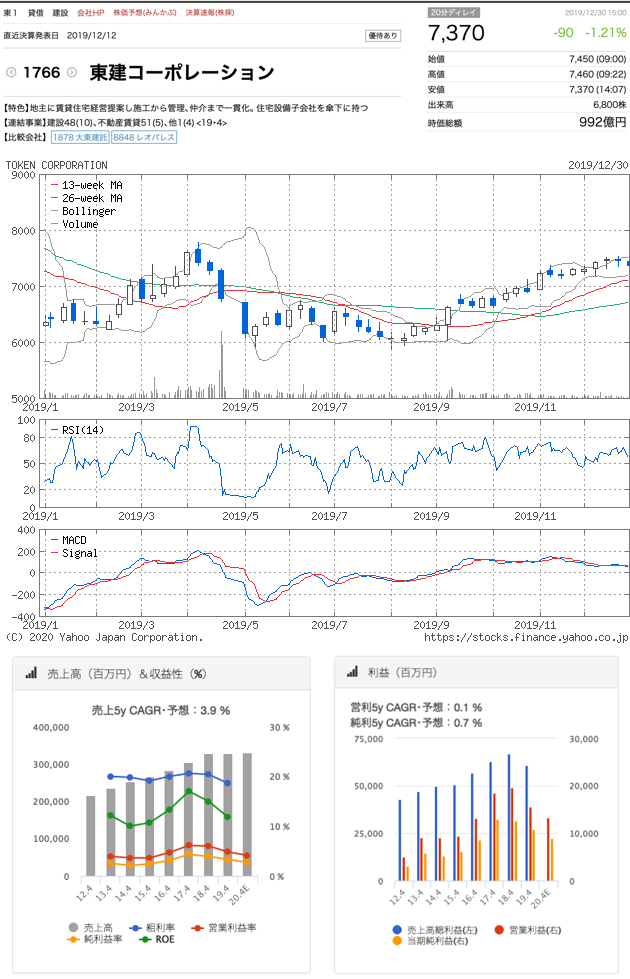 東1 貸借 建設 会社HP 株価予想(みんかぶ) 決算速報(株探)
20分ディレイ 2019/12/30 15:00
直近決算発表日 2019/12/12 優待あり
7,370 -90 -1.21%
1766 東建コーポレーション
始値 7,450 (09:00)
高値 7,460 (09:22)
安値 7,370 (14:07)
出来高 6,800株
時価総額 992億円
【特色】地主に賃貸住宅経営提案し施工から管理、仲介まで一貫化。住宅設備子会社を傘下に持つ
【連結事業】建設48(10)、不動産賃貸51(5)、他1(4) <19・4>
【比較会社】 1878 大東建託 8848 レオパレス
TOKEN CORPORATION 2019/12/30
9000
8000
7000
6000
5000
13-week MA
26-week MA
Bollinger
Volume
2019/1 2019/3 2019/5 2019/7 2019/9 2019/11
100
80
50
20
0
RSI(14)
2019/1 2019/3 2019/5 2019/7 2019/9 2019/11
400
200
0
-200
-400
MACD
Signal
2019/1 2019/3 2019/5 2019/7 2019/9 2019/11
(C) 2020 Yahoo Japan Corporation. https://stocks.finance.yahoo.co.jp
売上高（百万円）＆収益性（%）
売上5y CAGR・予想：3.9 %
400,000 30 %
300,000 20 %
200,000
100,000 10 %
0 0 %
12.4 13.4 14.4 15.4 16.4 17.4 18.4 19.4 20.4E
売上高 粗利率 営業利益率
純利益率 ROE
利益（百万円）
営利5y CAGR・予想：0.1 %
純利5y CAGR・予想：0.7 %
75,000 30,000
50,000 20,000
25,000 10,000
0 0
12.4 13.4 14.4 15.4 16.4 17.4 18.4 19.4 20.4E
売上高総利益(左) 営業利益(右)
当期純利益(右)